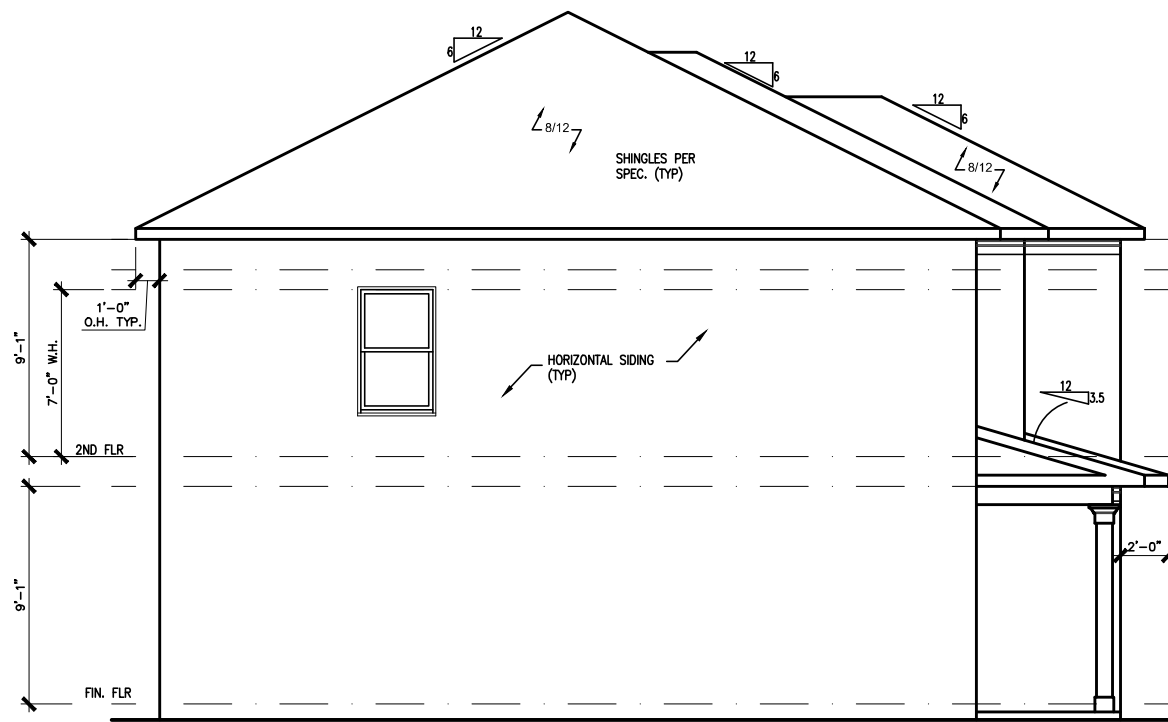 12
6
12
6
12
6
8/12
SHINGLES PER
SPEC. (TYP)
8/12
1'-0"
O.H. TYP.
9'-1"
7'-0" W.H.
HORIZONTAL SIDING
(TYP)
12
3.5
2ND FLR
2'-0"
9'-1"
FIN. FLR